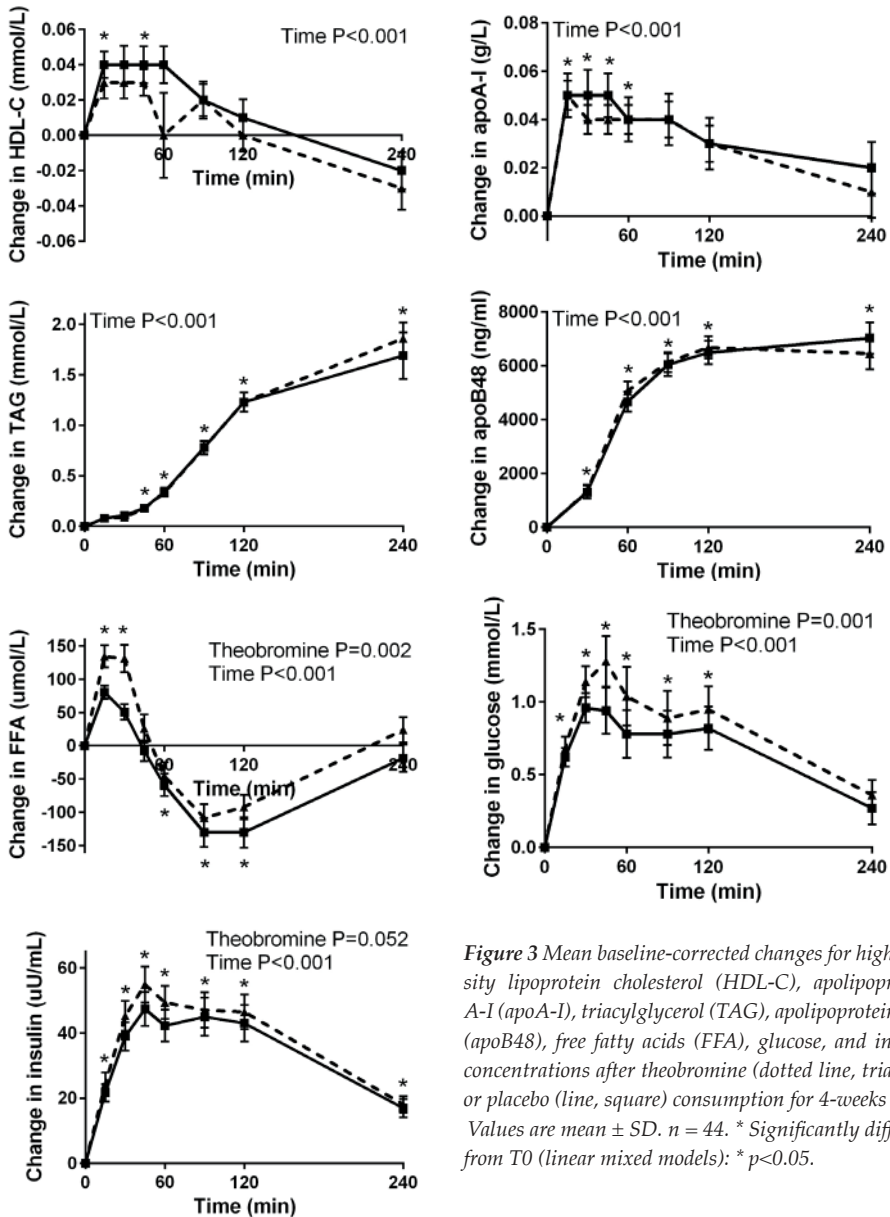 Change in HDL-C (mmol/L)
0.06
0.04
0.02
0.00
-0.02
-0.04
-0.06
Time P<0.001
* *
60 120 240
Time (min)
Change in apoA-I (g/L)
0.08
0.06
0.04
0.02
0.00
Time P<0.001
* * * *
60 120 240
Time (min)
Change in TAG (mmol/L)
2.0
1.5
1.0
0.5
0.0
Time P<0.001
* * * * *
0 60 120 240
Time (min)
Change in apoB48 (ng/ml)
8000
6000
4000
2000
0
Time P<0.001
* * * * *
0 60 120 240
Time (min)
Change in FFA (umol/L)
150
100
50
0
-50
-100
-150
Theobromine P=0.002
Time P<0.001
* *
60 120 240
Time (min)
* * *
Change in glucose (mmol/L)
1.5
1.0
0.5
0.0
Theobromine P=0.001
Time P<0.001
* * * * * *
0 60 120 240
Time (min)
Change in insulin (uU/mL)
60
40
20
0
Theobromine P=0.052
Time P<0.001
* * * * * * *
0 60 120 240
Time (min)
Figure 3 Mean baseline-corrected changes for high
sity lipoprotein cholesterol (HDL-C), apolipopr
A-I (apoA-I), triacylglycerol (TAG), apolipoprotein
(apoB48), free fatty acids (FFA), glucose, and in
concentrations after theobromine (dotted line, tria
or placebo (line, square) consumption for 4-weeks
Values are mean ± SD. n = 44. * Significantly diff
from T0 (linear mixed models): * p<0.05.